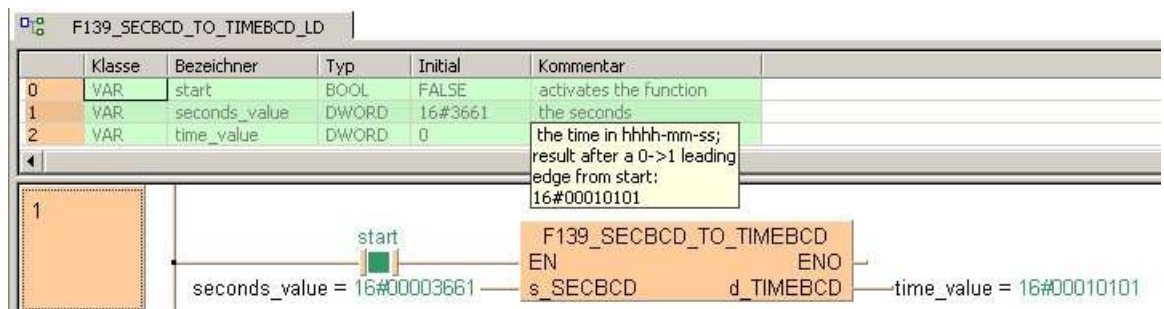 F139_SECBCD_TO_TIMEBCD_LD
Klasse Bezeichner Typ Initial Kommentar
0 VAR start BOOL FALSE activates the function
1 VAR seconds_value DWORD 16#3661 the seconds
2 VAR time_value DWORD 0
the time in hhhh-mm-ss;
result after a 0->1 leading
edge from start:
16#00010101
1
start
F139_SECBCD_TO_TIMEBCD
EN ENO
seconds_value = 16#00003661 s_SECBCD d_TIMEBCD time_value = 16#00010101